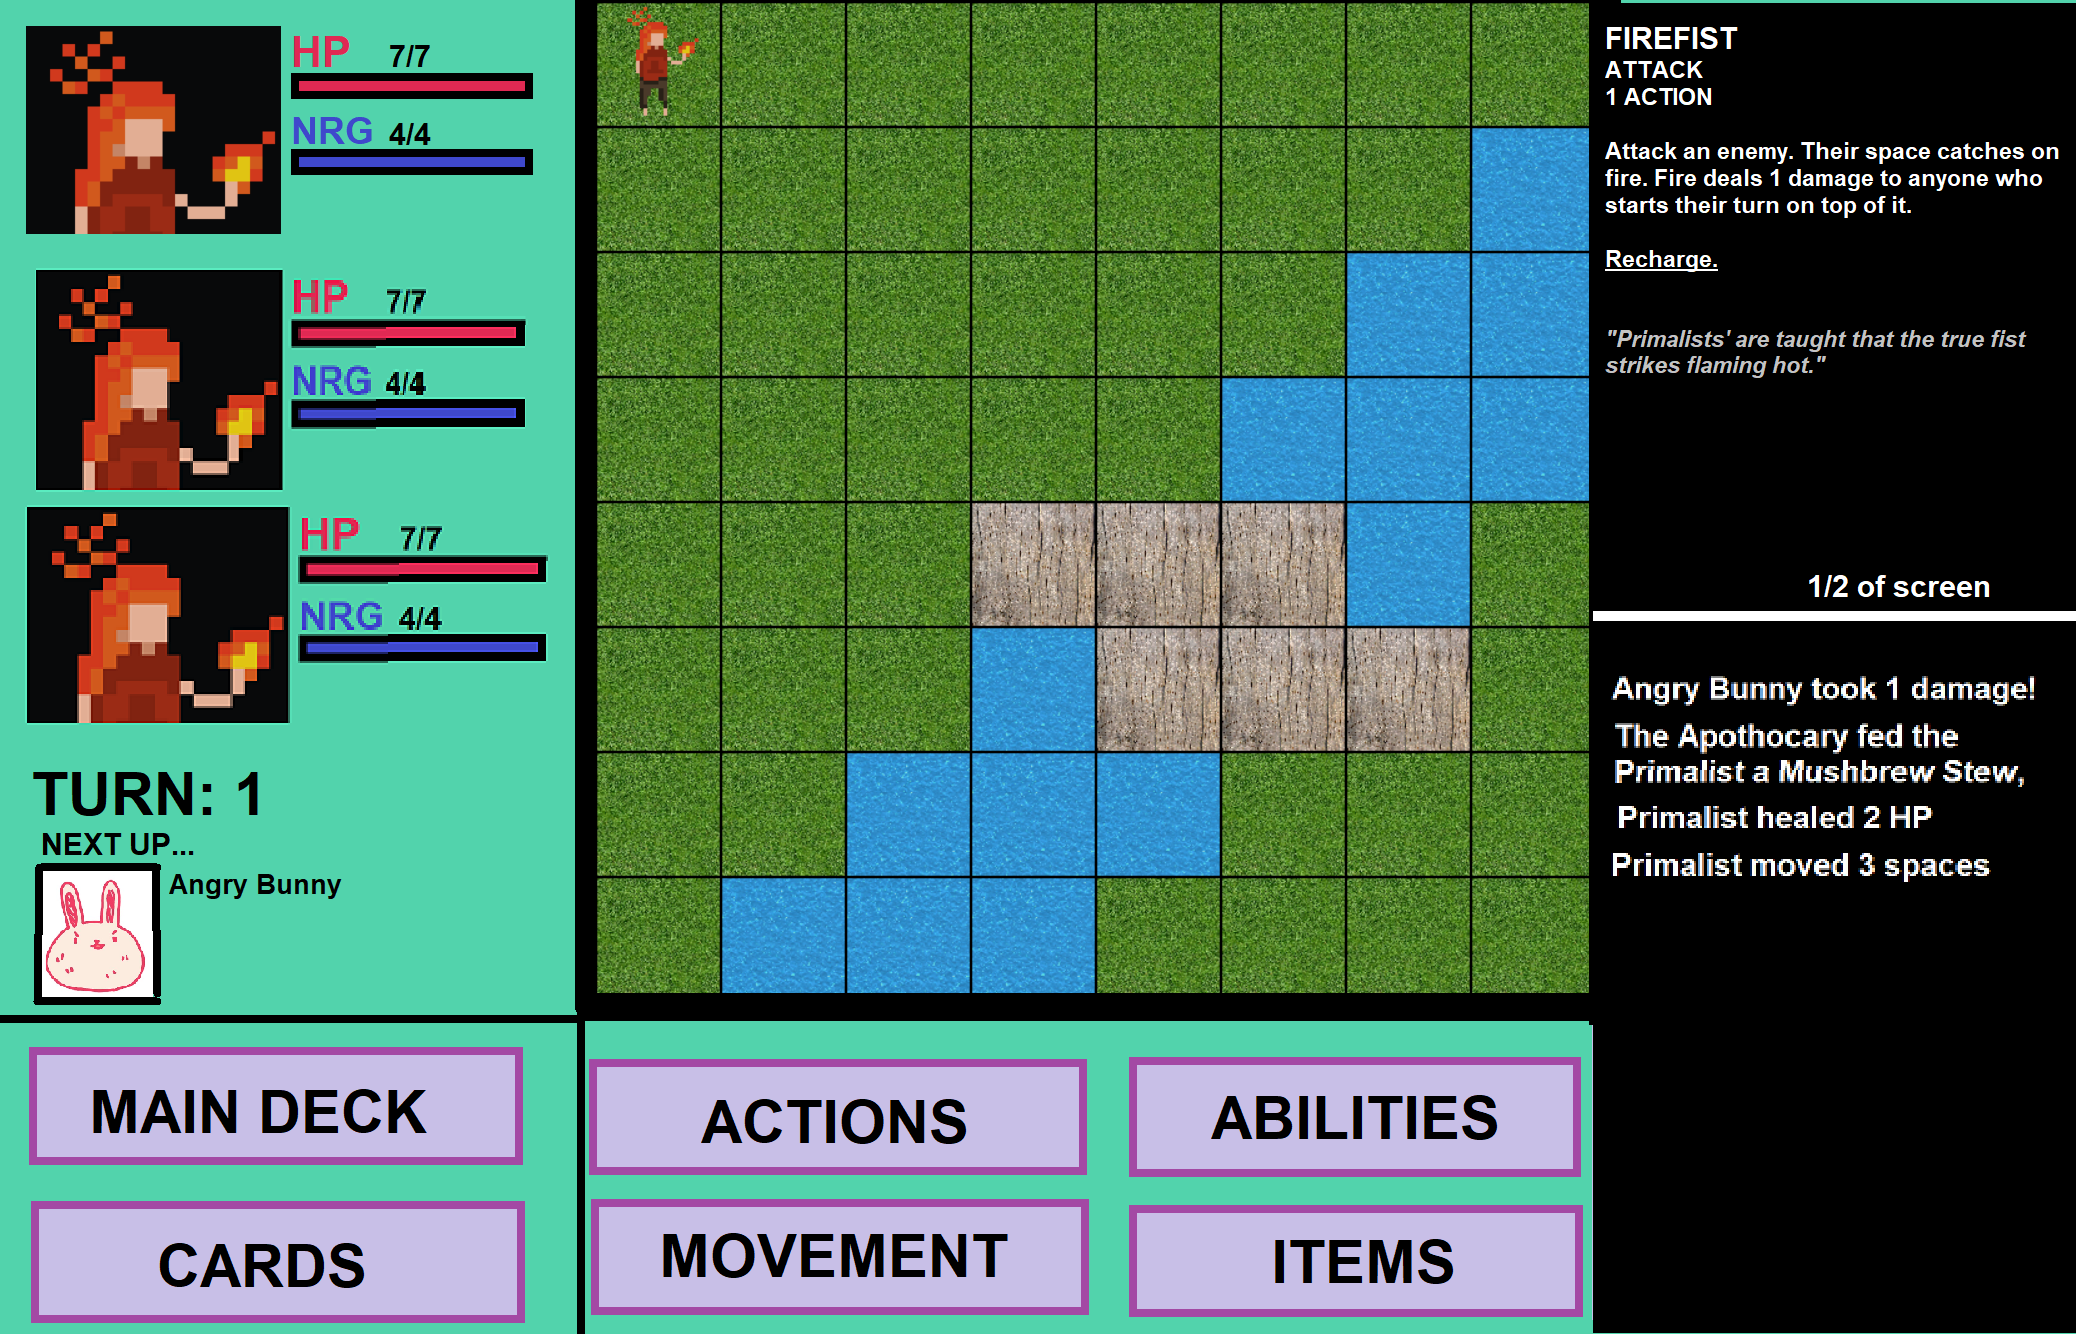 HP 7/7
NRG 4/4
HP 7/7
NRG 4/4
HP 7/7
NRG 4/4
TURN: 1
NEXT UP...
Angry Bunny
MAIN DECK
CARDS
ACTIONS
ABILITIES
MOVEMENT
ITEMS
FIREFIST
ATTACK
1 ACTION
Attack an enemy. Their space catches on
fire. Fire deals 1 damage to anyone who
starts their turn on top of it.
Recharge.
"Primalists' are taught that the true fist
strikes flaming hot."
1/2 of screen
Angry Bunny took 1 damage!
The Apothocary fed the
Primalist a Mushbrew Stew,
Primalist healed 2 HP
Primalist moved 3 spaces